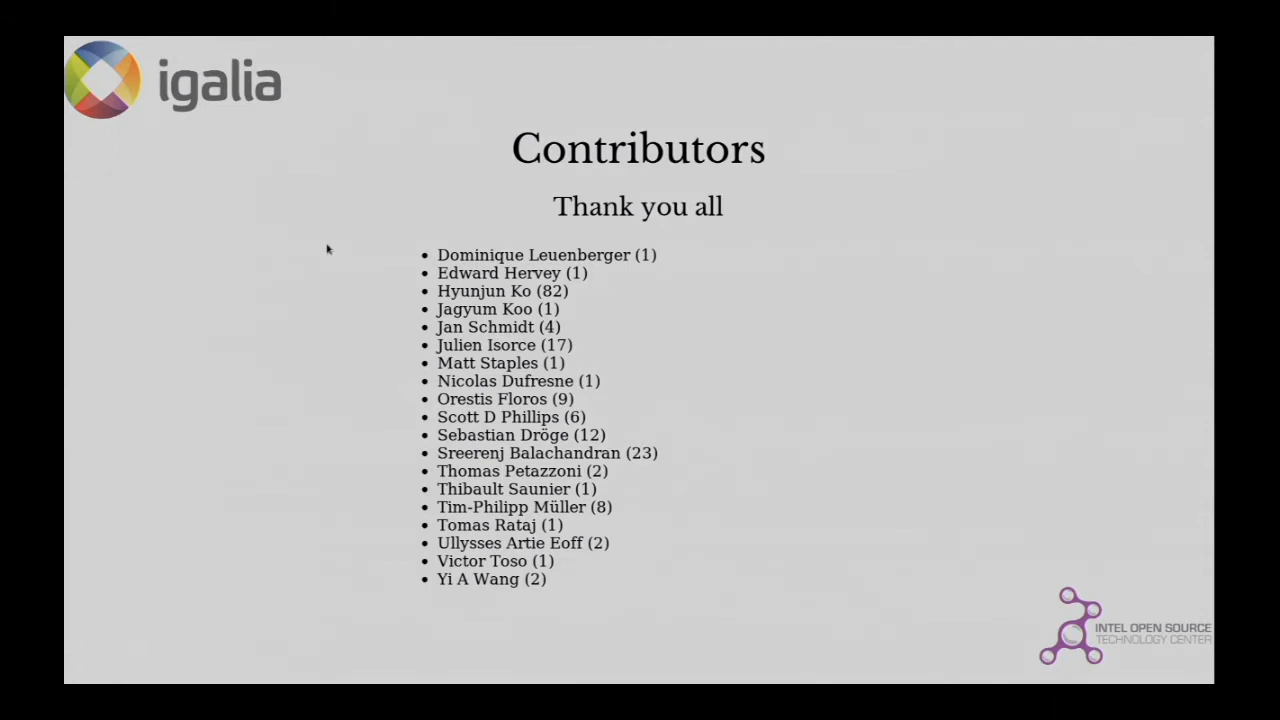 igalia
Contributors
Thank you all
Dominique Leuenberger (1)
Edward Hervey (1)
Hyunjun Ko (82)
Jagyum Koo (1)
Jan Schmidt (4)
Julien Isorce (17)
Matt Staples (1)
Nicolas Dufresne (1)
Orestis Floros (9)
Scott D Phillips (6)
Sebastian Dröge (12)
Sreerenj Balachandran (23)
Thomas Petazzoni (2)
Thibault Saunier (1)
Tim-Philipp Müller (8)
Tomas Rataj (1)
Ullysses Artie Eoff (2)
Victor Toso (1)
Yi A Wang (2)
INTEL OPEN SOURCE
TECHNOLOGY CENTER